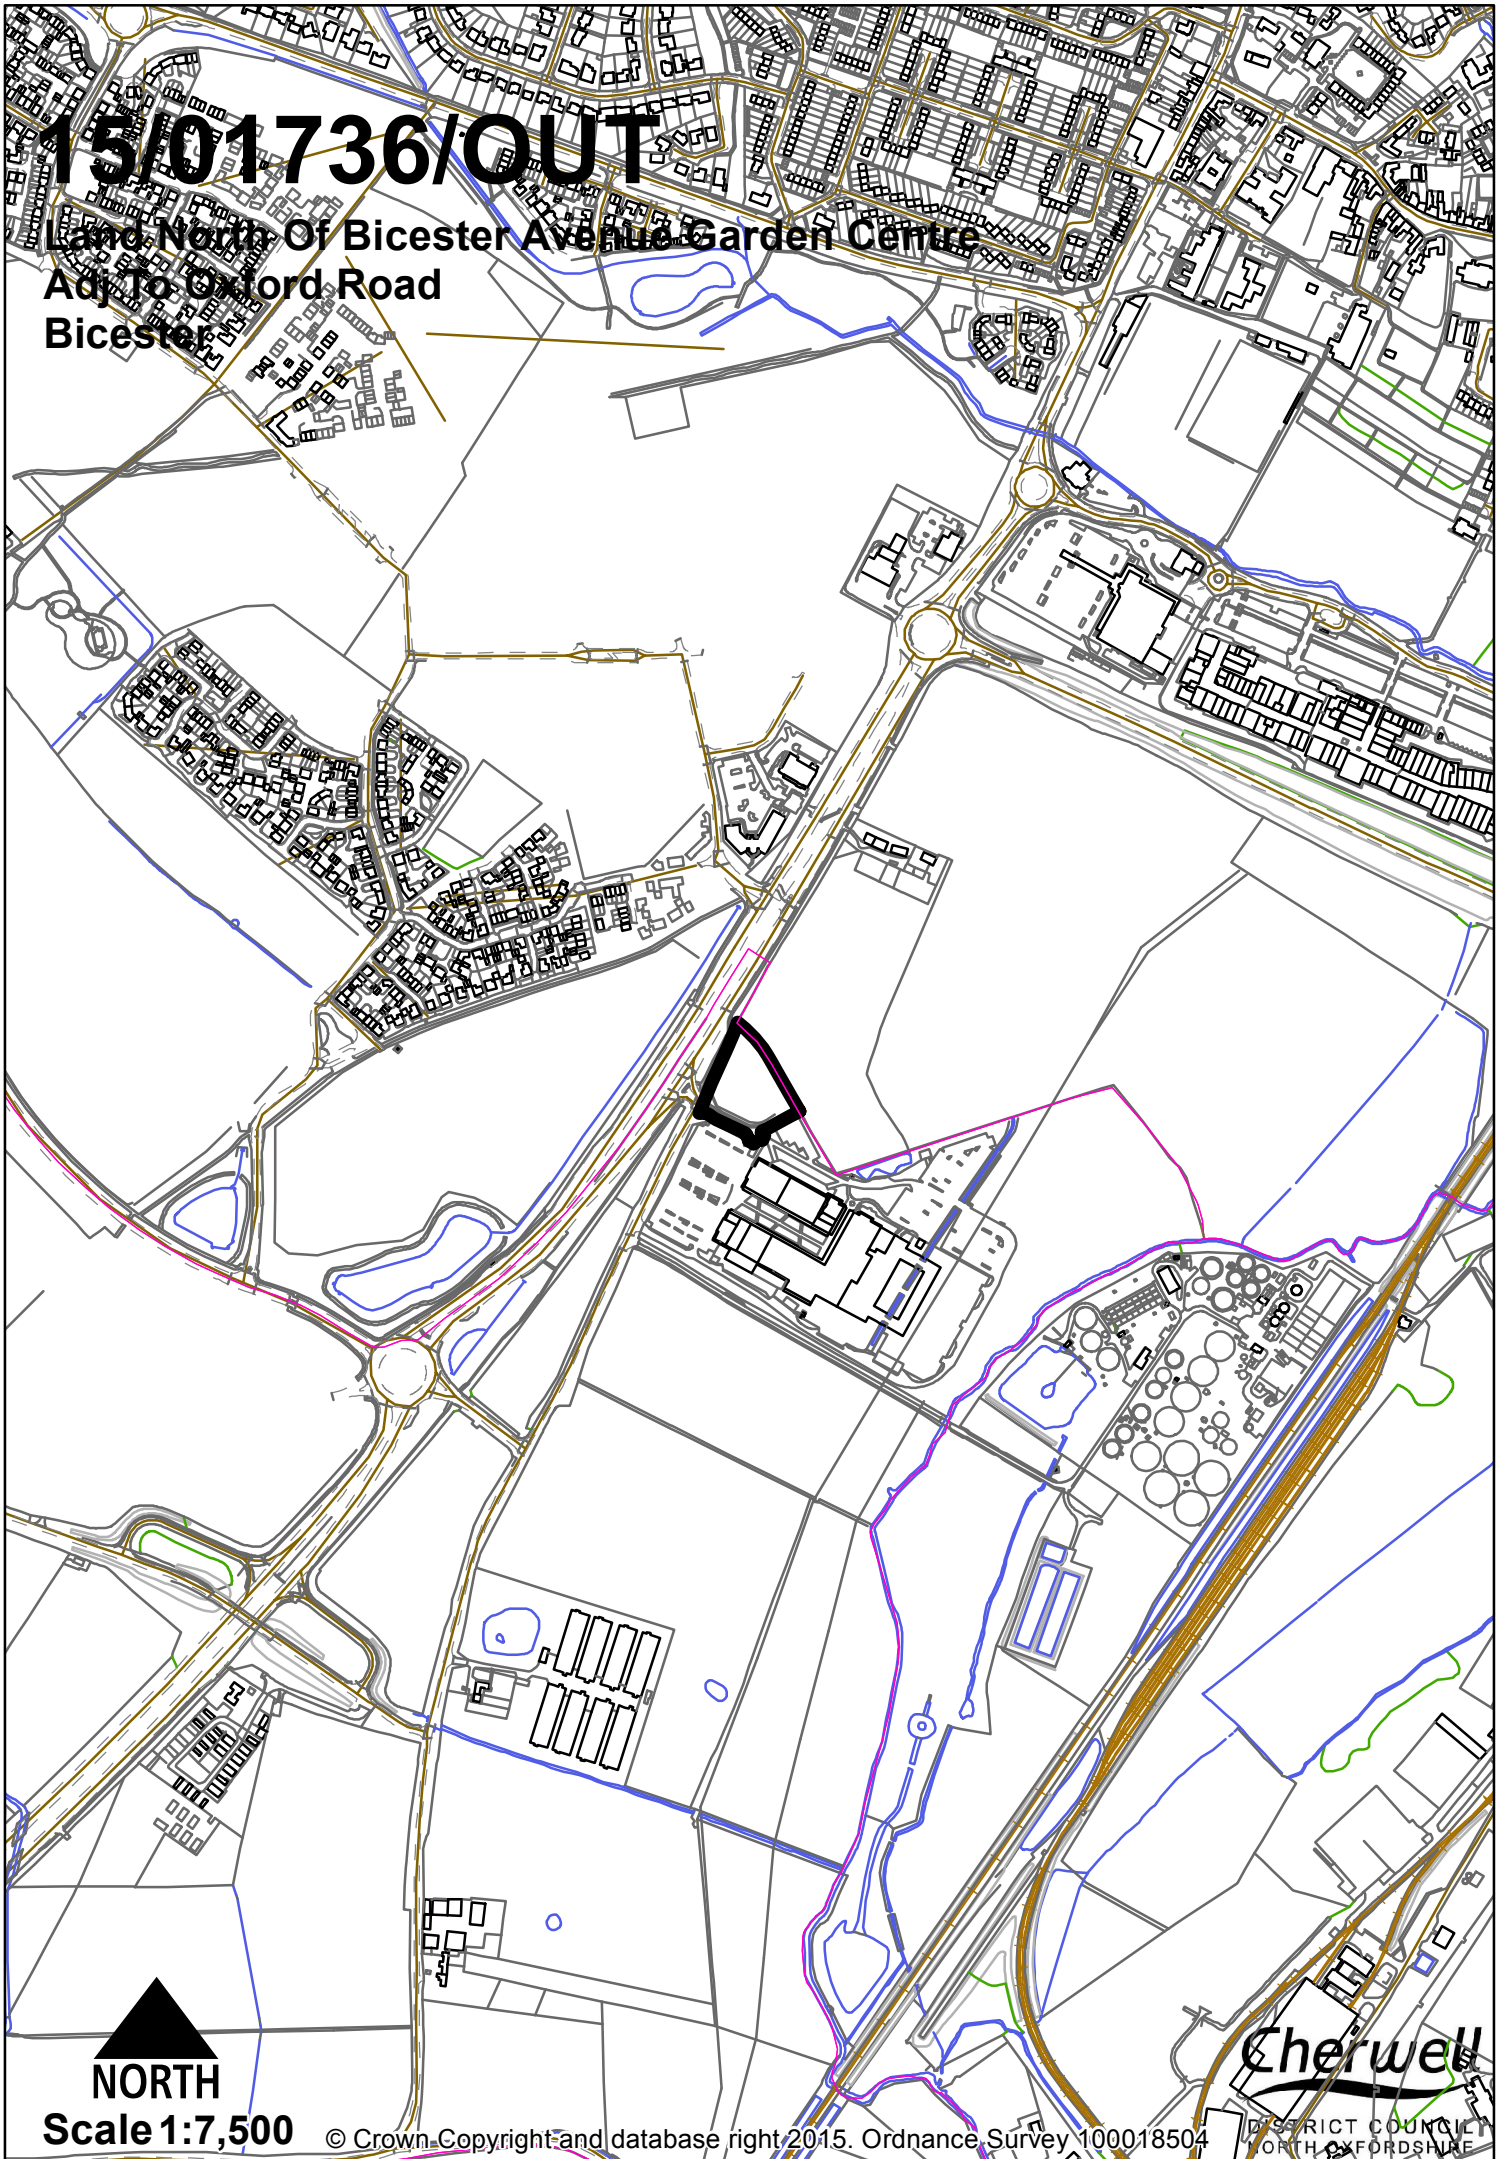 15/01736/OUT
Land North Of Bicester Avenue Garden Centre
Adj To Oxford Road
Bicester
NORTH
Scale 1:7,500
© Crown Copyright and database right 2015. Ordnance Survey 100018504
Cherwell
DISTRICT COUNCIL
NORTH OXFORDSHIRE